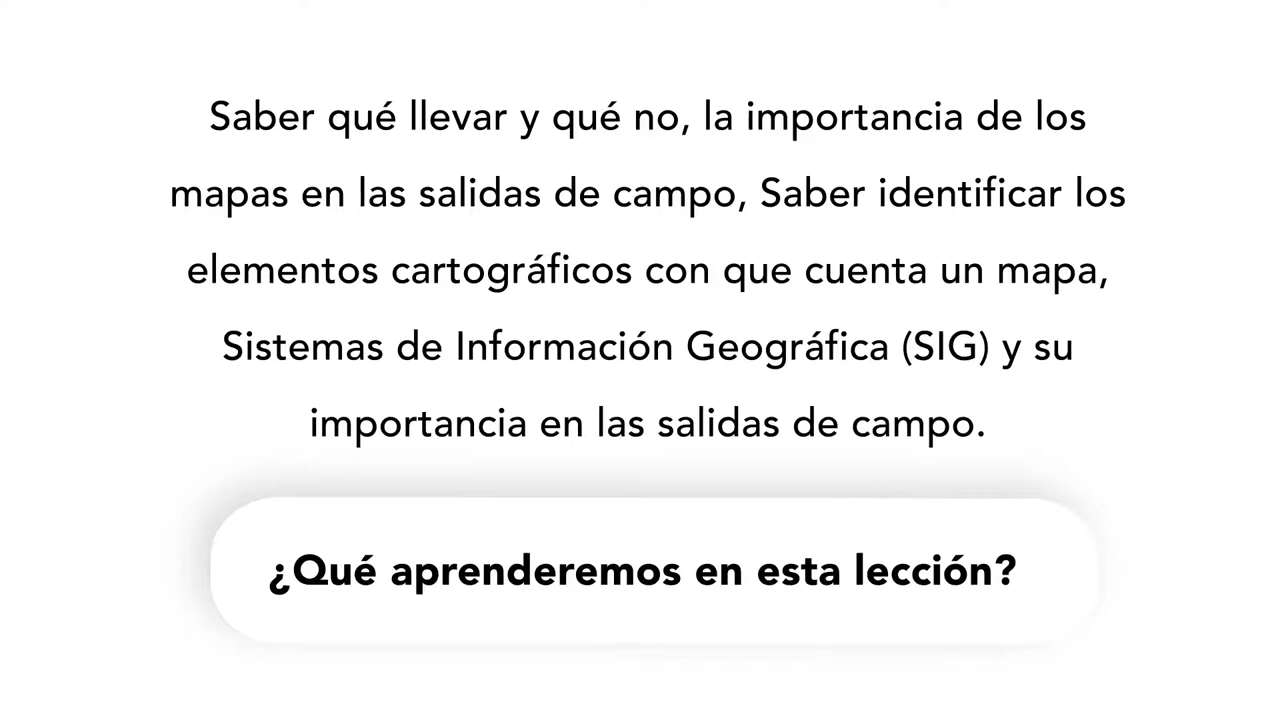 Saber qué llevar y qué no, la importancia de los
mapas en las salidas de campo, Saber identificar los
elementos cartográficos con que cuenta un mapa,
Sistemas de Información Geográfica (SIG) y su
importancia en las salidas de campo.
¿Qué aprenderemos en esta lección?